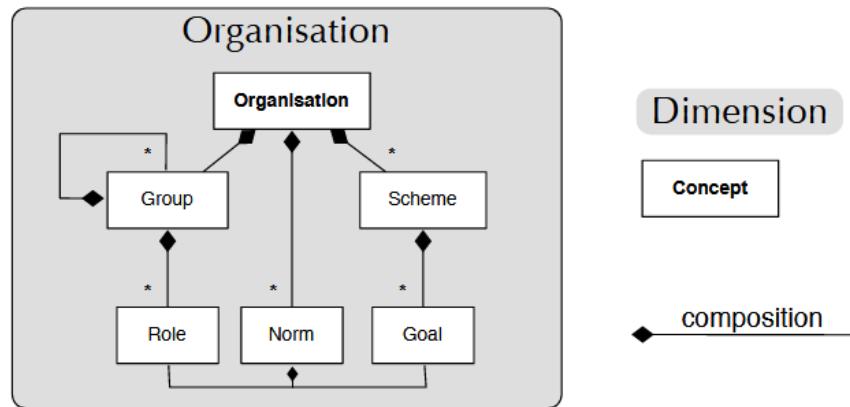 Organisation
Organisation
*
*
Group
Scheme
*
*
*
Role
Norm
Goal
Dimension
Concept
composition